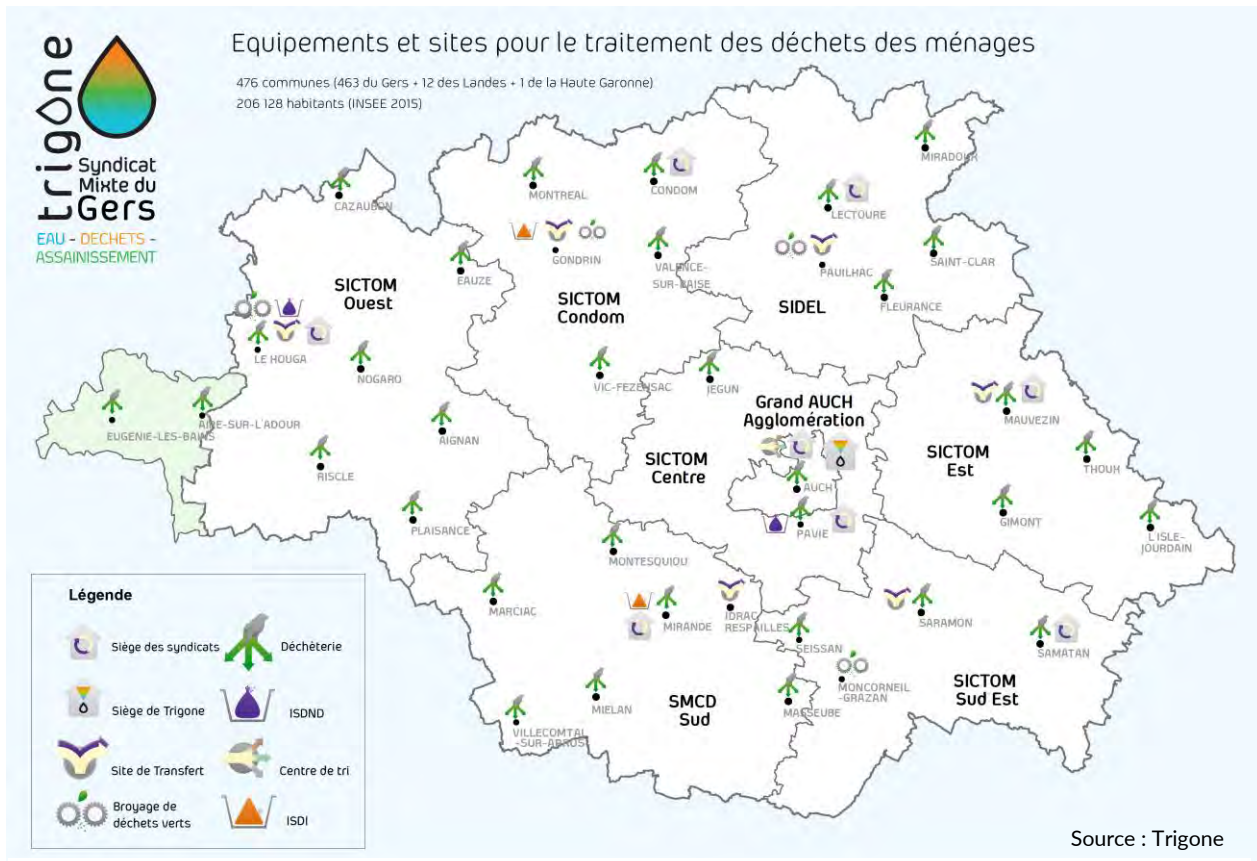 trigone
Syndicat
Mixte du
Gers
EAU - DECHETS -
ASSAINISSEMENT
Equipements et sites pour le traitement des déchets des ménages
476 communes (463 du Gers + 12 des Landes + 1 de la Haute Garonne)
206 128 habitants (INSEE 2015)
MIRADOUX
CAZAUBON
MONTREAL
CONDOM
LECTOURE
GONDRIN
VALENCE-
SUR-BAISE
PAUILHAC
SAINT-CLAR
EAUZE
FLEURANCE
SICTOM
Ouest
SICTOM
Condom
SIDEL
LE HOUGA
NOGARO
VIC-FEZENSAC
JEGUN
Grand AUCH
Agglomération
MAUVEZIN
EUGENIE-LES-BAINS
AIRE-SUR-L'ADOUR
AIGNAN
SICTOM
Centre
SICTOM
Est
THOUX
RISCLE
AUCH
GIMONT
PLAISANCE
PAVIE
L'ISLE-
JOURDAIN
MONTESQUIOU
MARCIAC
MIRANDE
IDRAC
RESPAILLES
SARAMON
SEISSAN
SAMATAN
MONCORNEIL
-GRAZAN
SICTOM
Sud Est
MIELAN
SMCD
Sud
MASSEUBE
VILLECOMTAL
-SUR-ARROS
Légende
Siège des syndicats
Déchèterie
Siège de Trigone
ISDND
Site de Transfert
Centre de tri
Broyage de
déchets verts
ISDI
Source : Trigone